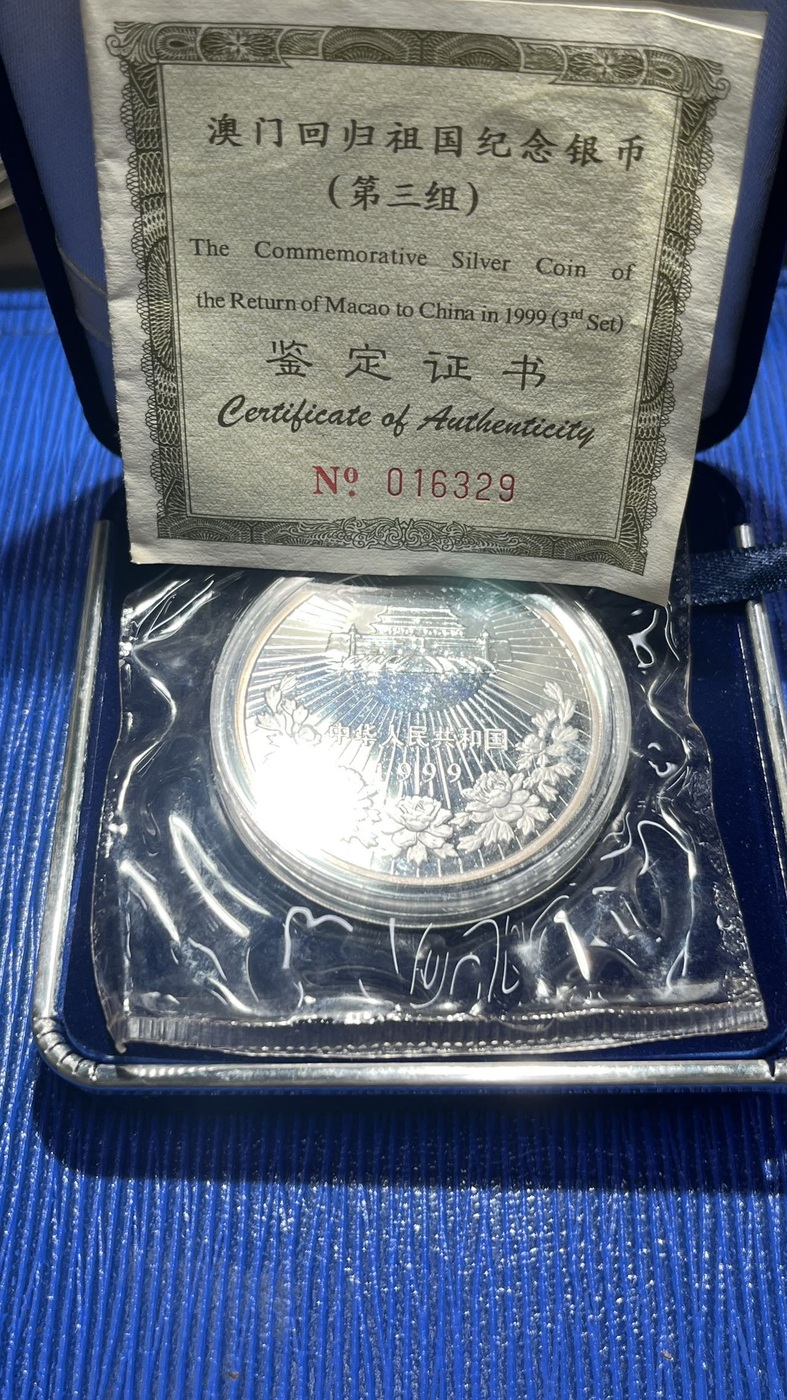 澳门回归祖国纪念银币
(第三组)
The Commemorative Silver Coin of
the Return of Macao to China in 1999 (3rd Set)
鉴定证书
Certificate of Authenticity
Nº. 016329
中华人民共和国
1999